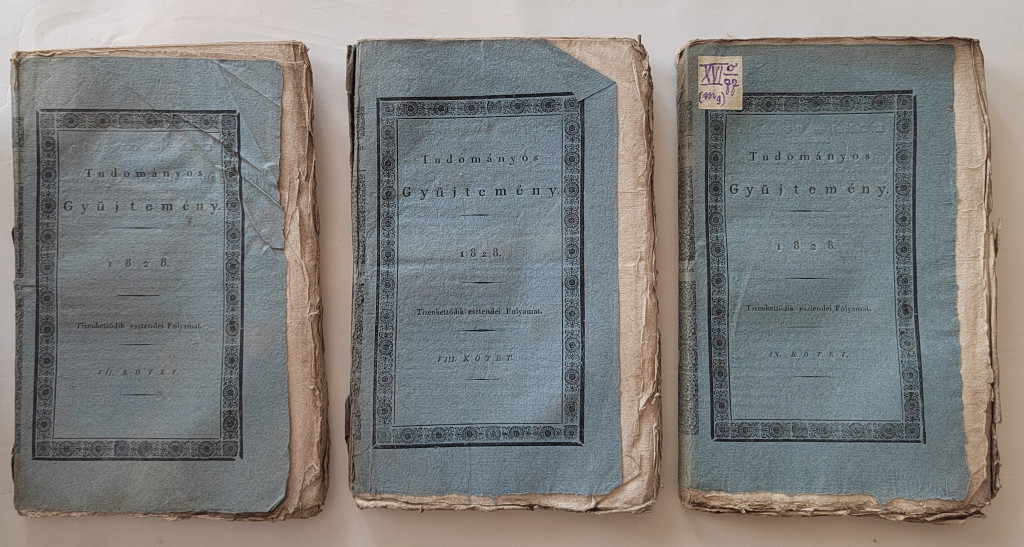 Tudományos
Gyűjtemény.
1828.
Tizenkettődik esztendei Folyamat.
VII. KÖTET.
Tudományos
Gyűjtemény.
1828.
Tizenkettődik esztendei Folyamat.
VIII. KÖTET.
XVI
Tudományos
Gyűjtemény.
1828.
Tizenkettődik esztendei Folyamat.
IX. KÖTET.